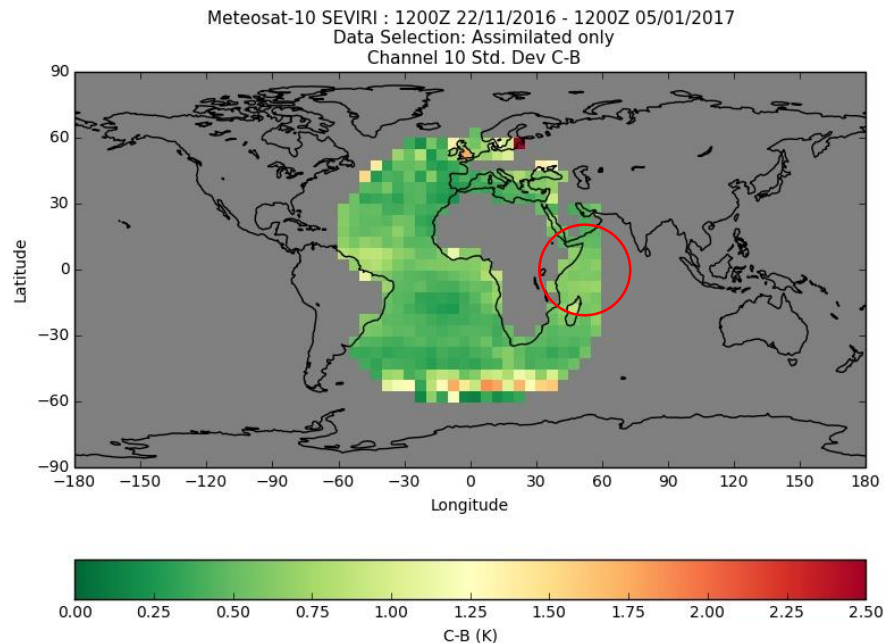 Meteosat-10 SEVIRI : 1200Z 22/11/2016 - 1200Z 05/01/2017
Data Selection: Assimilated only
Channel 10 Std. Dev C-B
90
60
30
0
−30
−60
−90
Latitude
−180 −150 −120 −90 −60 −30 0 30 60 90 120 150 180
Longitude
0.00 0.25 0.50 0.75 1.00 1.25 1.50 1.75 2.00 2.25 2.50
C-B (K)